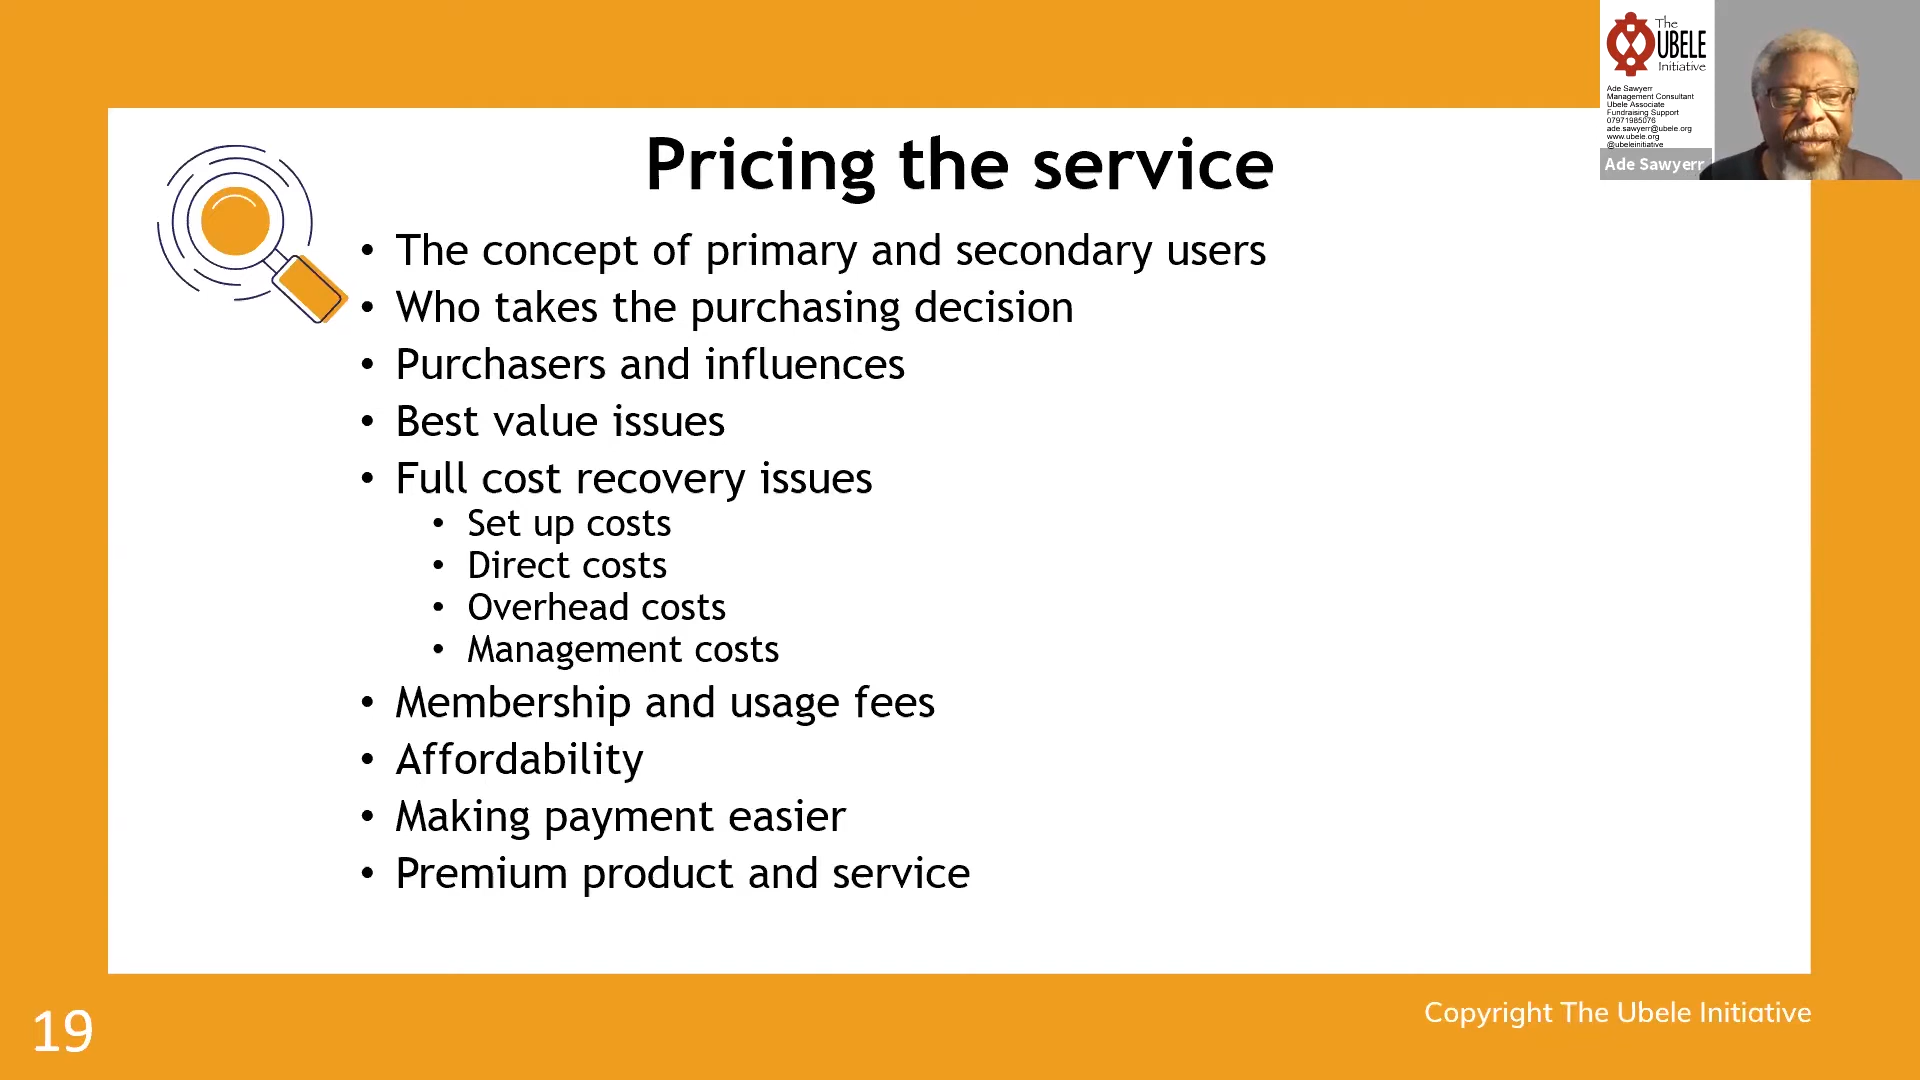 Pricing the service
• The concept of primary and secondary users
• Who takes the purchasing decision
• Purchasers and influences
• Best value issues
• Full cost recovery issues
• Set up costs
• Direct costs
• Overhead costs
• Management costs
• Membership and usage fees
• Affordability
• Making payment easier
• Premium product and service
19
Copyright The Ubele Initiative
The
UBELE
Initiative
Ade Sawyerr
Management Consultant
Ubele Associate
Fundraising Support
07971985076
ade.sawyerr@ubele.org
www.ubele.org
@ubeleinitiative
Ade Sawyerr